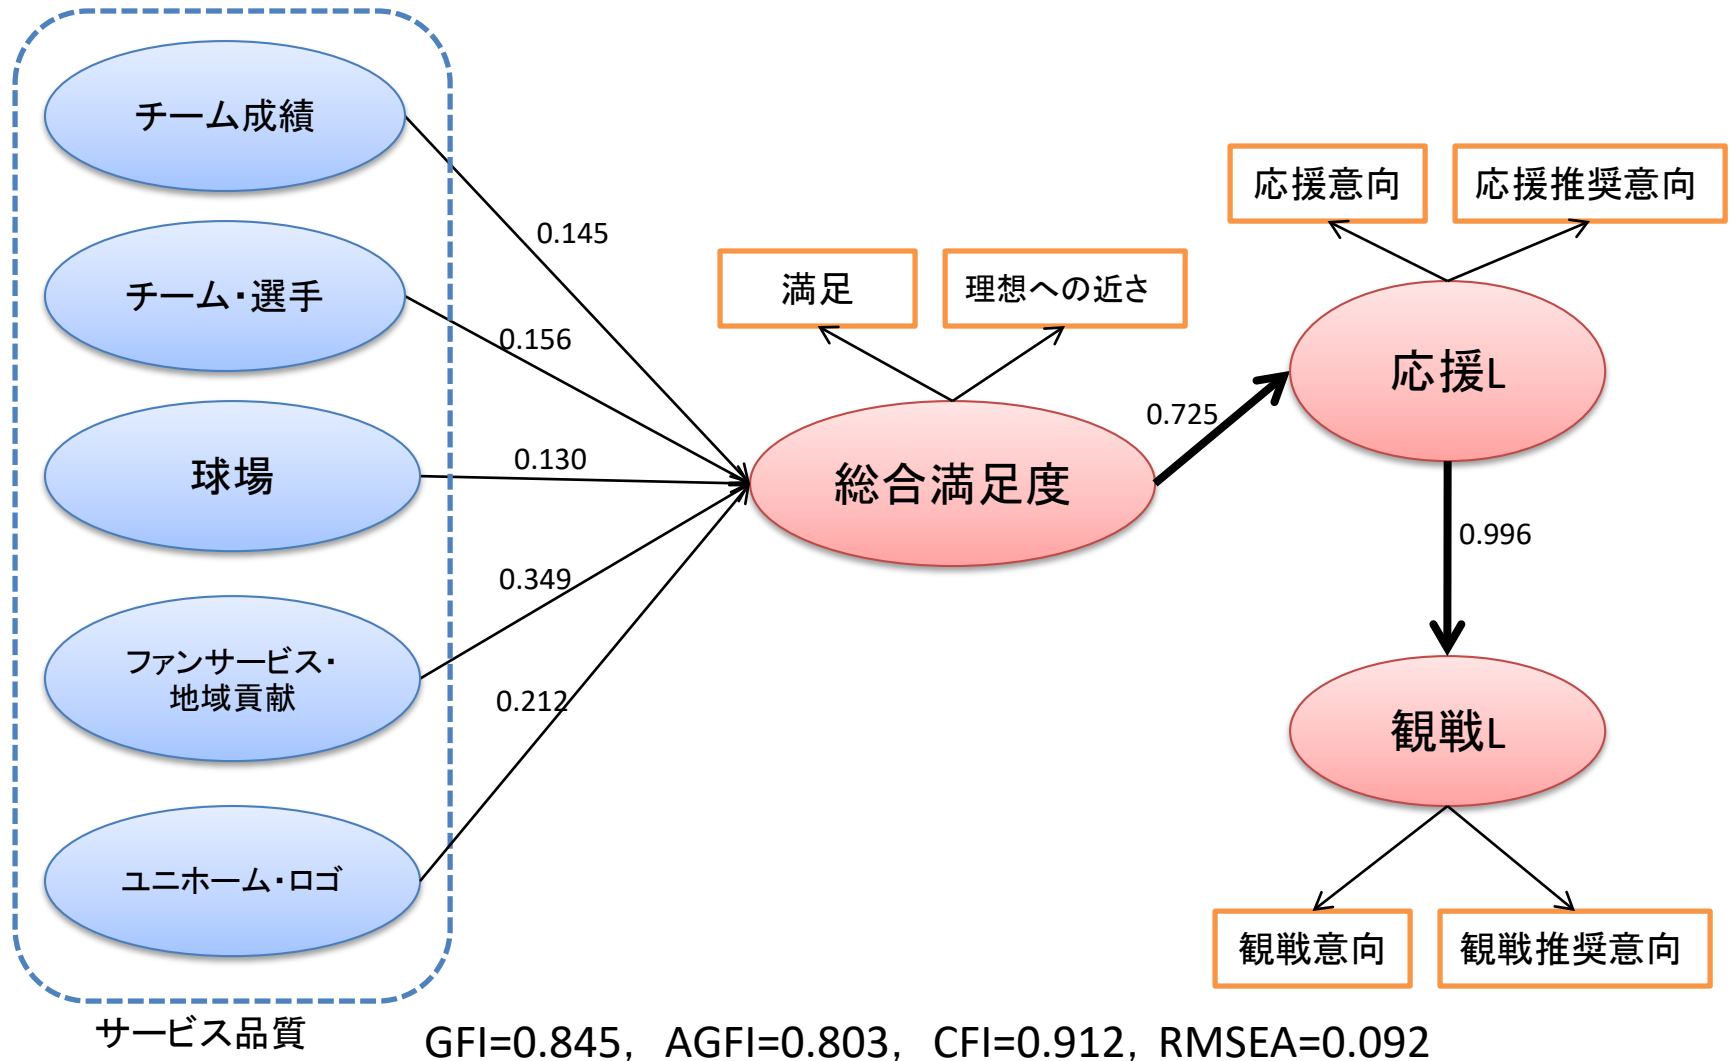 チーム成績
チーム・選手
球場
ファンサービス・
地域貢献
ユニホーム・ロゴ
サービス品質
0.145
0.156
0.130
0.349
0.212
満足
理想への近さ
総合満足度
0.725
応援意向
応援推奨意向
応援L
0.996
観戦L
観戦意向
観戦推奨意向
GFI=0.845, AGFI=0.803, CFI=0.912, RMSEA=0.092